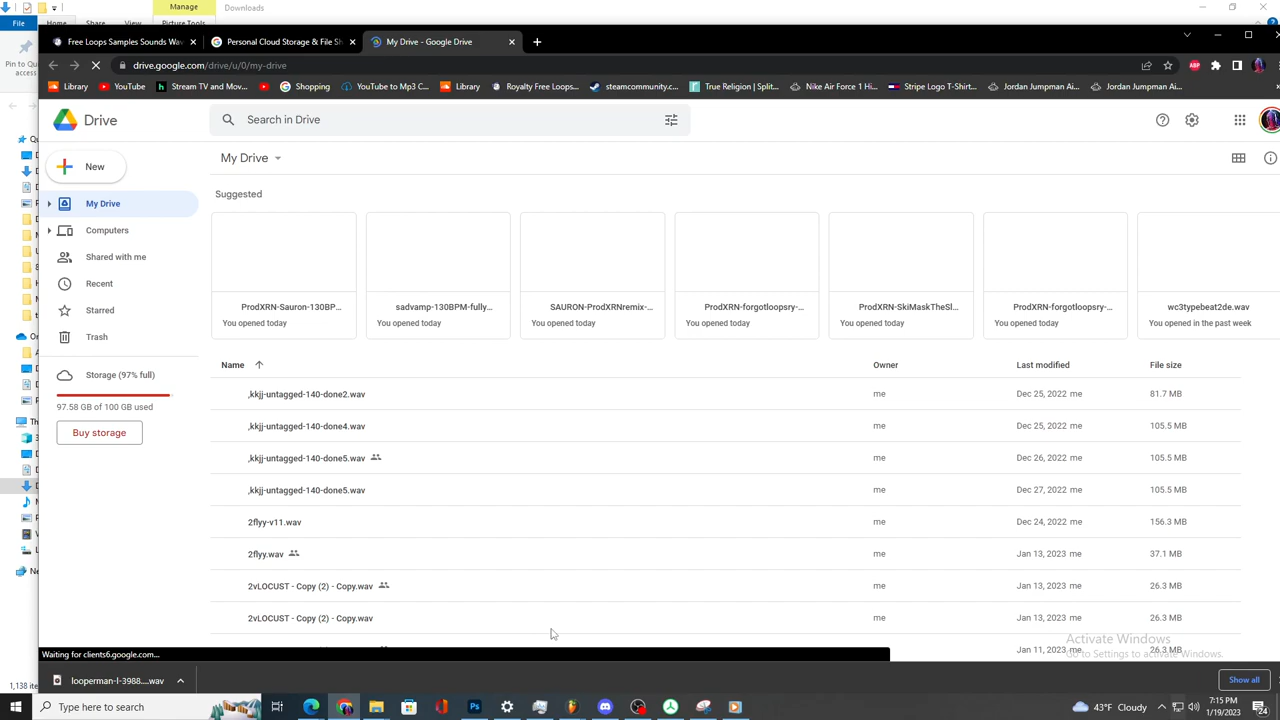 Manage
Downloads
File
Home
Share
View
Picture Tools
Pin to Quick
access
Free Loops Samples Sounds Wa
Personal Cloud Storage & File Sh
My Drive - Google Drive
drive.google.com/drive/u/0/my-drive
Library
YouTube
Stream TV and Mov...
Shopping
YouTube to Mp3 C...
Library
Royalty Free Loops...
steamcommunity.c...
True Religion | Split...
Nike Air Force 1 Hi...
Stripe Logo T-Shirt...
Jordan Jumpman Ai...
Jordan Jumpman Ai...
Drive
Search in Drive
New
My Drive
Suggested
My Drive
Computers
Shared with me
Recent
Starred
Trash
Storage (97% full)
97.58 GB of 100 GB used
Buy storage
ProdXRN-Sauron-130BP...
You opened today
sadvamp-130BPM-fully...
You opened today
SAURON-ProdXRNremix-...
You opened today
ProdXRN-forgotloopsry-...
You opened today
ProdXRN-SkiMaskTheSl...
You opened today
ProdXRN-forgotloopsry-...
You opened today
wc3typebeat2de.wav
You opened in the past week
Name
Owner
Last modified
File size
,kkjj-untagged-140-done2.wav
me
Dec 25, 2022 me
81.7 MB
,kkjj-untagged-140-done4.wav
me
Dec 25, 2022 me
105.5 MB
,kkjj-untagged-140-done5.wav
me
Dec 26, 2022 me
105.5 MB
,kkjj-untagged-140-done5.wav
me
Dec 27, 2022 me
105.5 MB
2flyy-v11.wav
me
Dec 24, 2022 me
156.3 MB
2flyy.wav
me
Jan 13, 2023 me
37.1 MB
2vLOCUST - Copy (2) - Copy.wav
me
Jan 13, 2023 me
26.3 MB
2vLOCUST - Copy (2) - Copy.wav
me
Jan 13, 2023 me
26.3 MB
me
Jan 11, 2023 me
26.3 MB
Activate Windows
Go to Settings to activate Windows.
Waiting for clients6.google.com...
looperman-l-3988....wav
Show all
1,138 it
Type here to search
43°F Cloudy
7:15 PM
1/19/2023
24